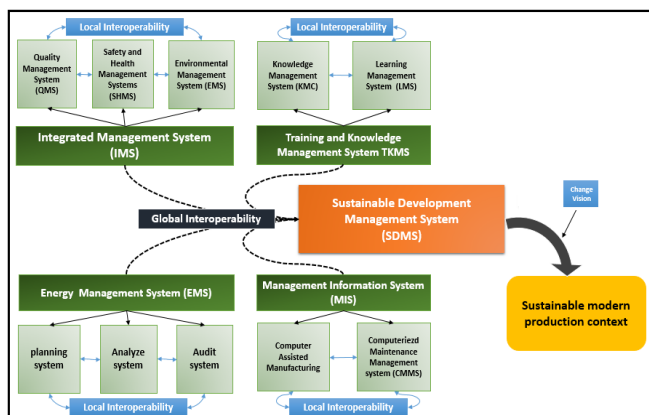 Local Interoperability
Local Interoperability
Quality
Management
System
(QMS)
Safety and
Health
Management
Systems
(SHMS)
Environmental
Management
System (EMS)
Knowledge
Management
System (KMC)
Learning
Management
System (LMS)
Integrated Management System
(IMS)
Training and Knowledge
Management System TKMS
Global Interoperability
Sustainable Development
Management System
(SDMS)
Change
Vision
Sustainable modern
production context
Energy Management System (EMS)
Management Information System
(MIS)
planning
system
Analyze
system
Audit
system
Computer
Assisted
Manufacturing
Computeriezd
Maintenance
Management
system (CMMS)
Local Interoperability
Local Interoperability